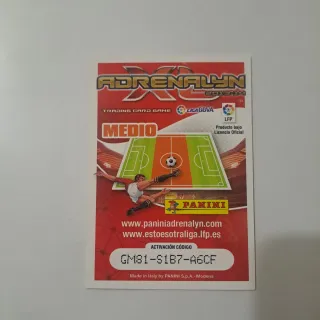 ADRENALYN
XL
TRADING CARD GAME
Liga BBVA
LFP
Producto bajo
Licencia Oficial
MEDIO
PANINI
www.paniniadrenalyn.com
www.estoesotraliga.lfp.es
ACTIVACIÓN CÓDIGO
GM81-S1B7-A6CF
Made in Italy by PANINI S.p.A - Modena